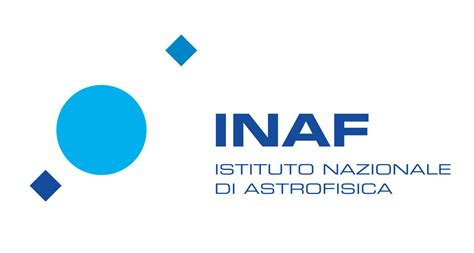 INAF
ISTITUTO NAZIONALE
DI ASTROFISICA